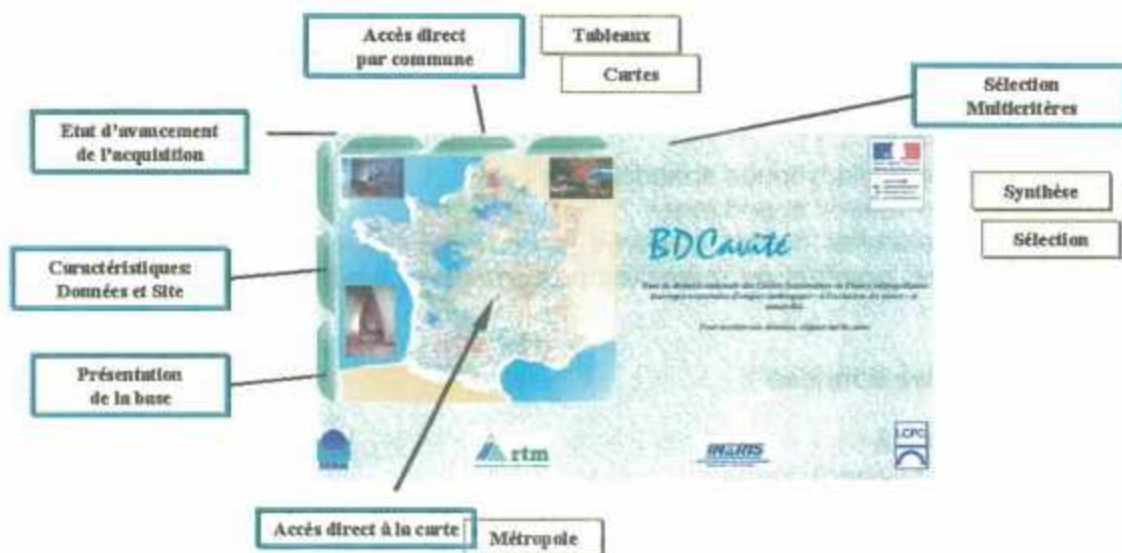 Accès direct
par commune
Tableaux
Cartes
Sélection
Multicritères
Etat d'avancement
de l'acquisition
Synthèse
Sélection
BDCavité
Caractéristiques:
Données et Site
Présentation
de la base
rtm
INERIS
LCPC
Accès direct à la carte
Métropole